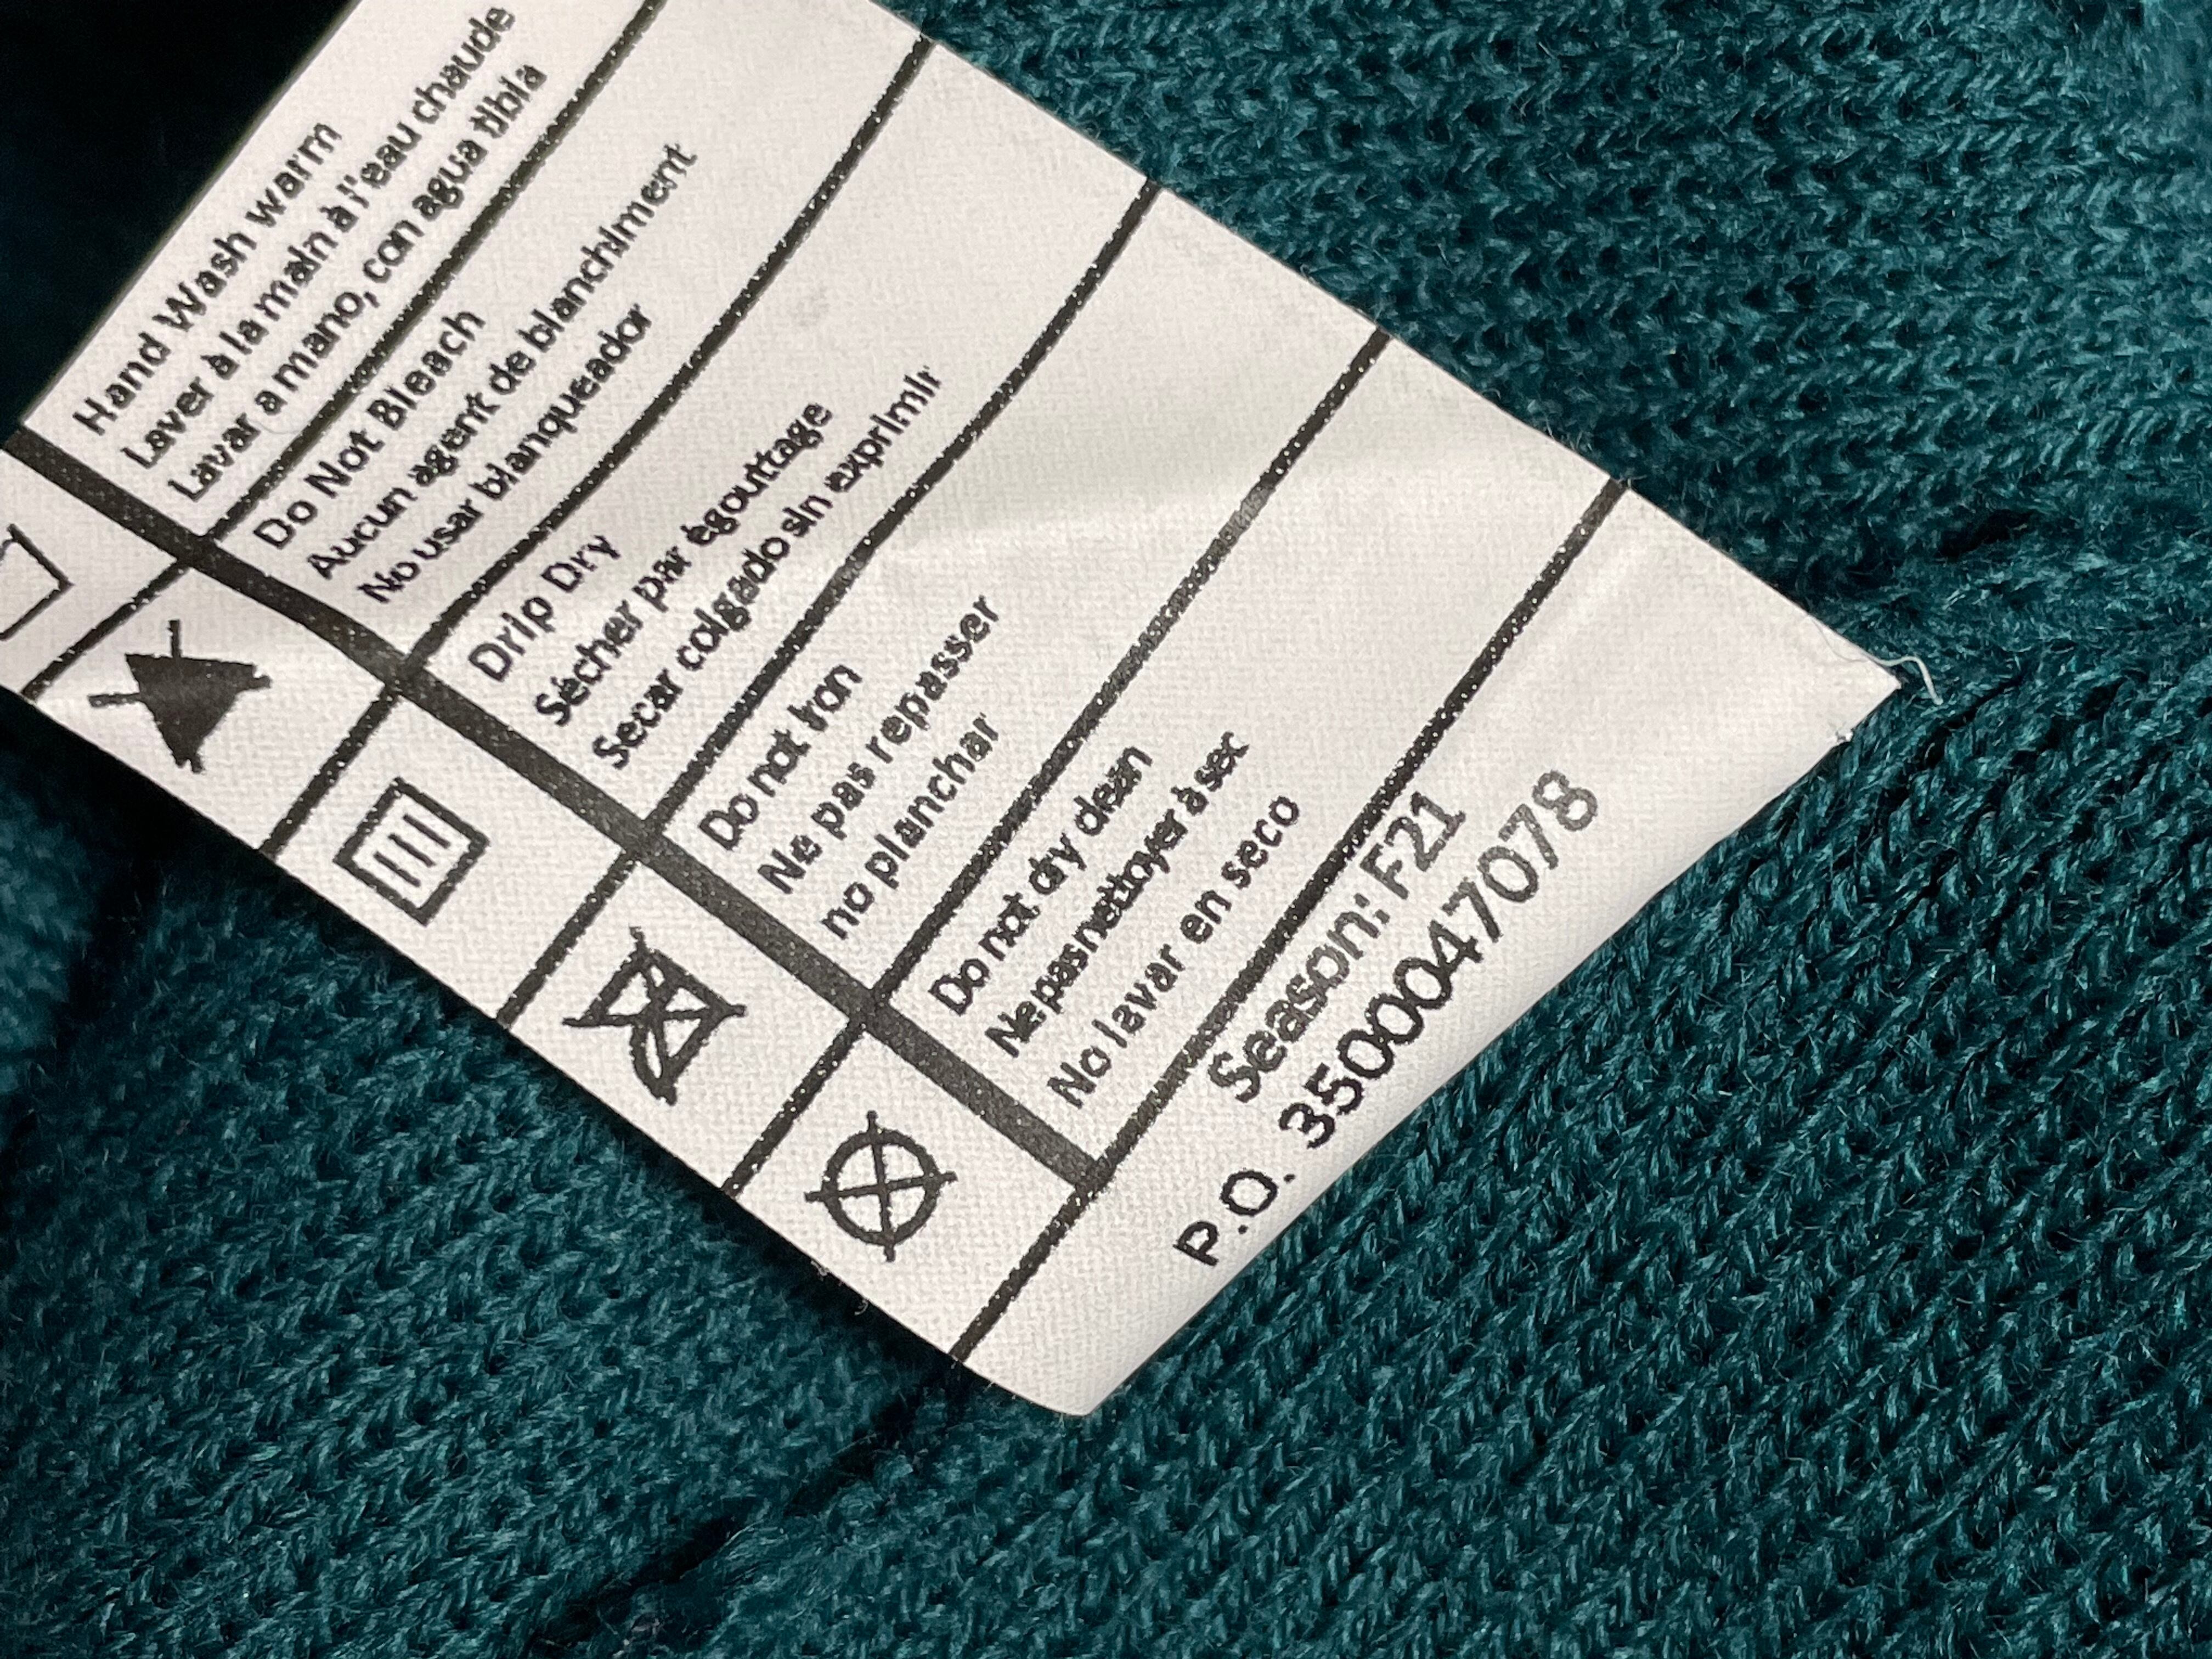 Hand Wash warm
Laver à la main à l'eau chaude
Lavar a mano, con agua tibia
Do Not Bleach
Aucun agent de blanchiment
No usar blanqueador
Drip Dry
Sécher par égouttage
Secar colgado sin exprimir
Do not Iron
Ne pas repasser
no planchar
Do not dry clean
Ne pas nettoyer à sec
No lavar en seco
Season: F21
P.O. 3500047078